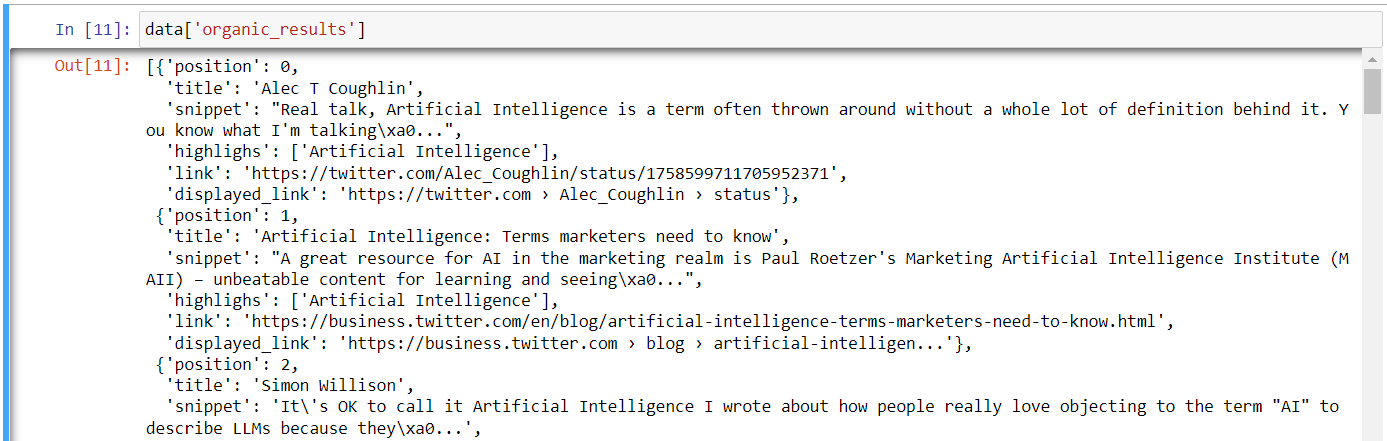 In [11]: data['organic_results']
Out[11]: [{'position': 0,
'title': 'Alec T Coughlin',
'snippet': "Real talk, Artificial Intelligence is a term often thrown around without a whole lot of definition behind it. Y
ou know what I'm talking\xa0...",
'highlighs': ['Artificial Intelligence'],
'link': 'https://twitter.com/Alec_Coughlin/status/1758599711705952371',
'displayed_link': 'https://twitter.com › Alec_Coughlin › status'},
{'position': 1,
'title': 'Artificial Intelligence: Terms marketers need to know',
'snippet': "A great resource for AI in the marketing realm is Paul Roetzer's Marketing Artificial Intelligence Institute (M
AII) – unbeatable content for learning and seeing\xa0...",
'highlighs': ['Artificial Intelligence'],
'link': 'https://business.twitter.com/en/blog/artificial-intelligence-terms-marketers-need-to-know.html',
'displayed_link': 'https://business.twitter.com › blog › artificial-intelligen...'},
{'position': 2,
'title': 'Simon Willison',
'snippet': 'It\'s OK to call it Artificial Intelligence I wrote about how people really love objecting to the term "AI" to
describe LLMs because they\xa0...',